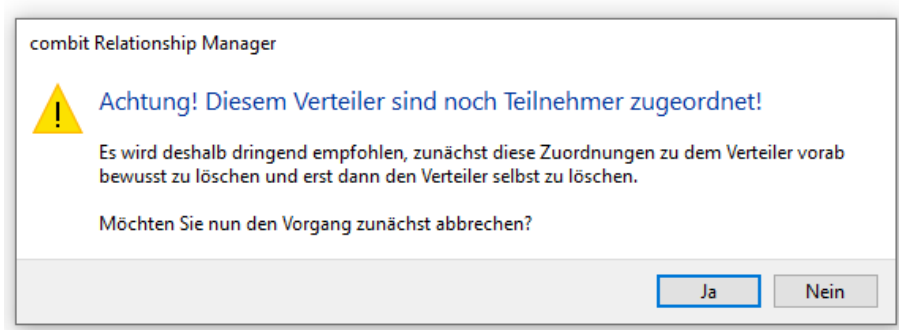 combit Relationship Manager
Achtung! Diesem Verteiler sind noch Teilnehmer zugeordnet!
Es wird deshalb dringend empfohlen, zunächst diese Zuordnungen zu dem Verteiler vorab
bewusst zu löschen und erst dann den Verteiler selbst zu löschen.
Möchten Sie nun den Vorgang zunächst abbrechen?
Ja Nein